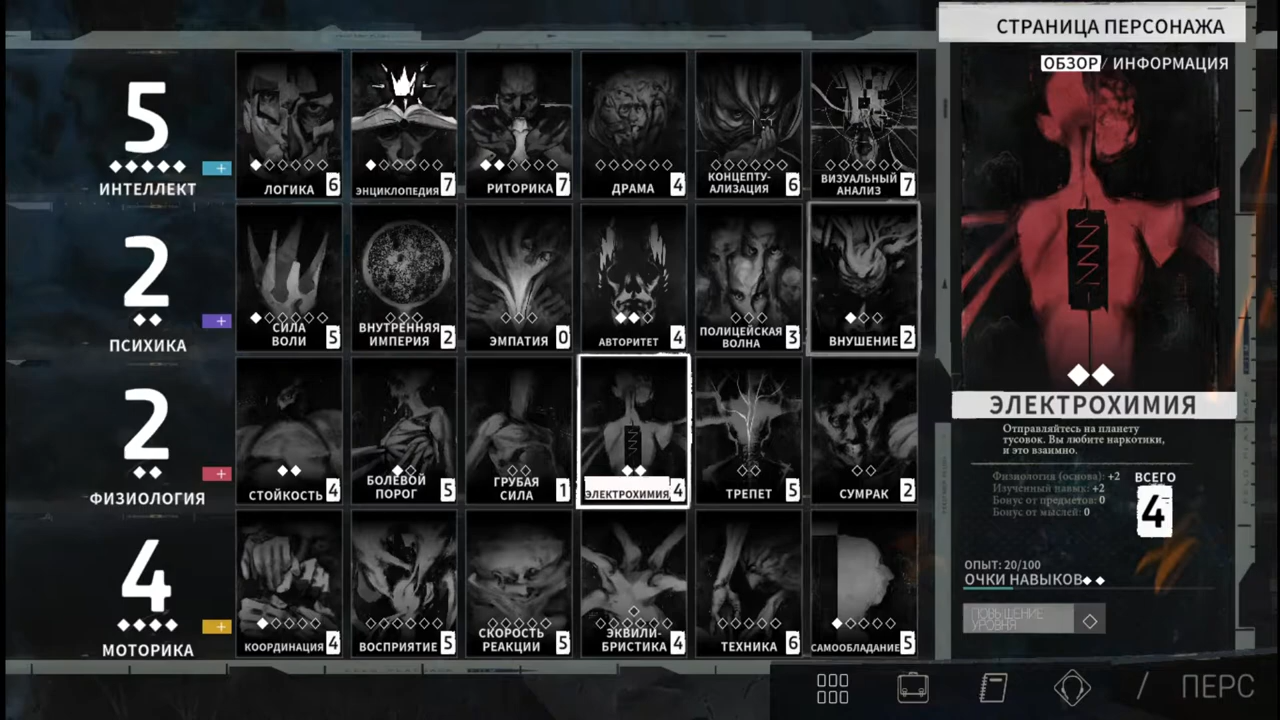 СТРАНИЦА ПЕРСОНАЖА
ОБЗОР / ИНФОРМАЦИЯ
5
ИНТЕЛЛЕКТ
+
ЛОГИКА 6
ЭНЦИКЛОПЕДИЯ 7
РИТОРИКА 7
ДРАМА 4
КОНЦЕПТУ-
АЛИЗАЦИЯ 6
ВИЗУАЛЬНЫЙ
АНАЛИЗ 7
2
ПСИХИКА
+
СИЛА
ВОЛИ 5
ВНУТРЕННЯЯ
ИМПЕРИЯ 2
ЭМПАТИЯ 0
АВТОРИТЕТ 4
ПОЛИЦЕЙСКАЯ
ВОЛНА 3
ВНУШЕНИЕ 2
2
ФИЗИОЛОГИЯ
+
СТОЙКОСТЬ 4
БОЛЕВОЙ
ПОРОГ 5
ГРУБАЯ
СИЛА 1
ЭЛЕКТРОХИМИЯ 4
ТРЕПЕТ 5
СУМРАК 2
4
МОТОРИКА
+
КООРДИНАЦИЯ 4
ВОСПРИЯТИЕ 5
СКОРОСТЬ
РЕАКЦИИ 5
ЭКВИЛИ-
БРИСТИКА 4
ТЕХНИКА 6
САМООБЛАДАНИЕ 5
ЭЛЕКТРОХИМИЯ
Отправляйтесь на планету
тусовок. Вы любите наркотики,
и это взаимно.
Физиология (основа): +2
Изученный навык: +2
Бонус от предметов: 0
Бонус от мыслей: 0
ВСЕГО
4
ОПЫТ: 20/100
ОЧКИ НАВЫКОВ
ПОВЫШЕНИЕ
УРОВНЯ
/ ПЕРС